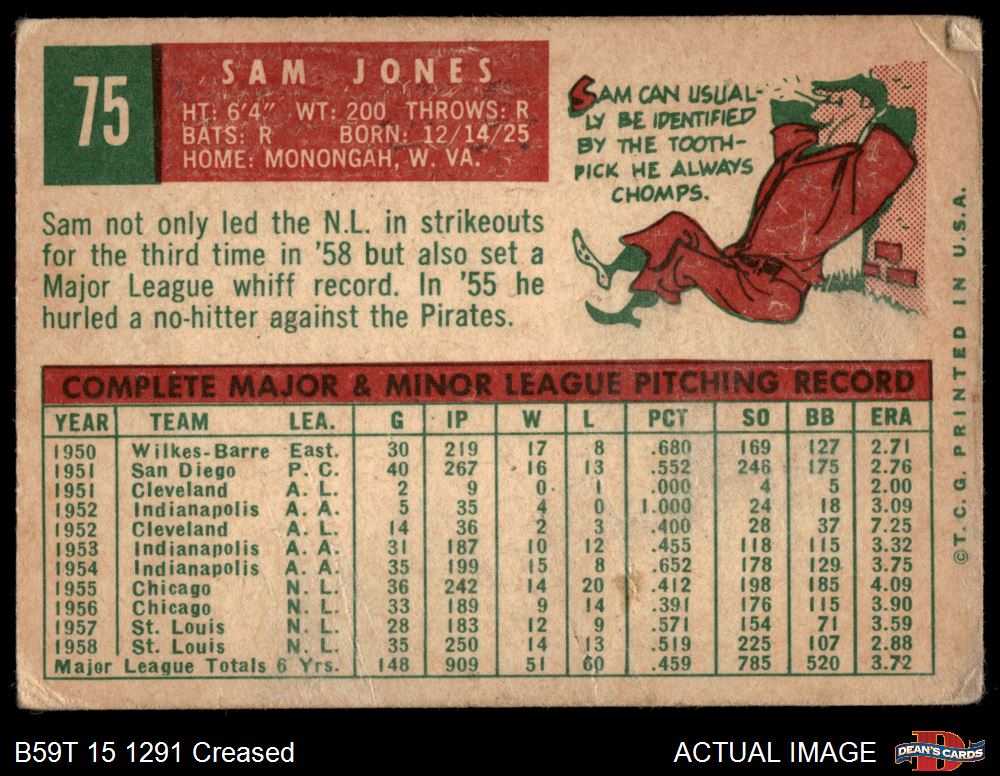 75
SAM JONES
HT: 6'4" WT: 200 THROWS: R
BATS: R BORN: 12/14/25
HOME: MONONGAH, W. VA.
SAM CAN USUAL-
LY BE IDENTIFIED
BY THE TOOTH-
PICK HE ALWAYS
CHOMPS.
Sam not only led the N.L. in strikeouts
for the third time in '58 but also set a
Major League whiff record. In '55 he
hurled a no-hitter against the Pirates.
COMPLETE MAJOR & MINOR LEAGUE PITCHING RECORD
YEAR TEAM LEA. G IP W L PCT SO BB ERA
1950 Wilkes-Barre East. 30 219 17 8 .680 169 127 2.71
1951 San Diego P. C. 40 267 16 13 .552 246 175 2.76
1951 Cleveland A. L. 2 9 0 1 .000 4 5 2.00
1952 Indianapolis A. A. 5 35 4 0 1.000 24 18 3.09
1952 Cleveland A. L. 14 36 2 3 .400 28 37 7.25
1953 Indianapolis A. A. 31 187 10 12 .455 118 115 3.32
1954 Indianapolis A. A. 35 199 15 8 .652 178 129 3.75
1955 Chicago N. L. 36 242 14 20 .412 198 185 4.09
1956 Chicago N. L. 33 189 9 14 .391 176 115 3.90
1957 St. Louis N. L. 28 183 12 9 .571 154 71 3.59
1958 St. Louis N. L. 35 250 14 13 .519 225 107 2.88
Major League Totals 6 Yrs. 148 909 51 60 .459 785 520 3.72
©T. C. G. PRINTED IN U.S.A.
B59T 15 1291 Creased
ACTUAL IMAGE
D
DEAN'S CARDS